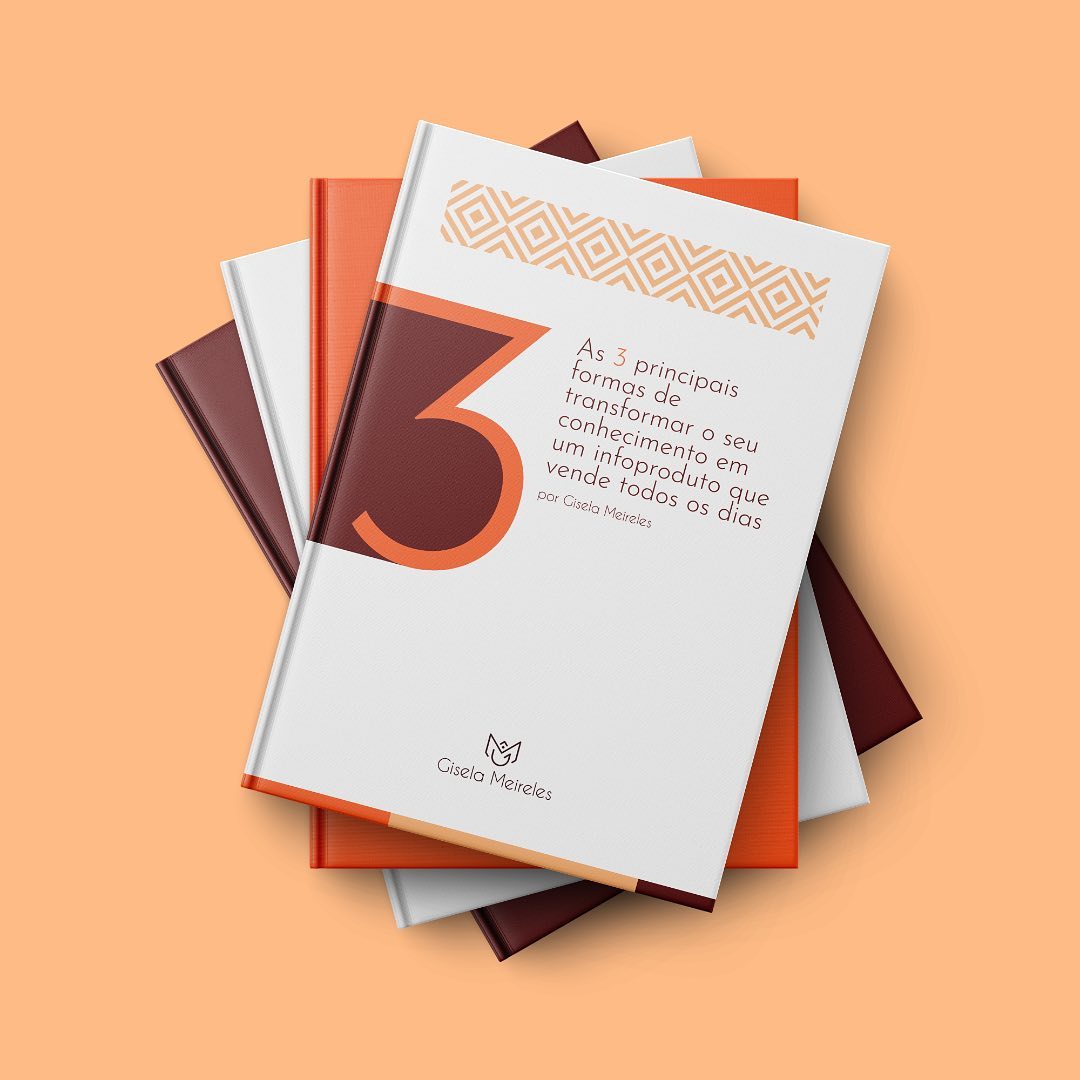 3
As 3 principais
formas de
transformar o seu
conhecimento em
um infoproduto que
vende todos os dias
por Gisela Meireles
Gisela Meireles